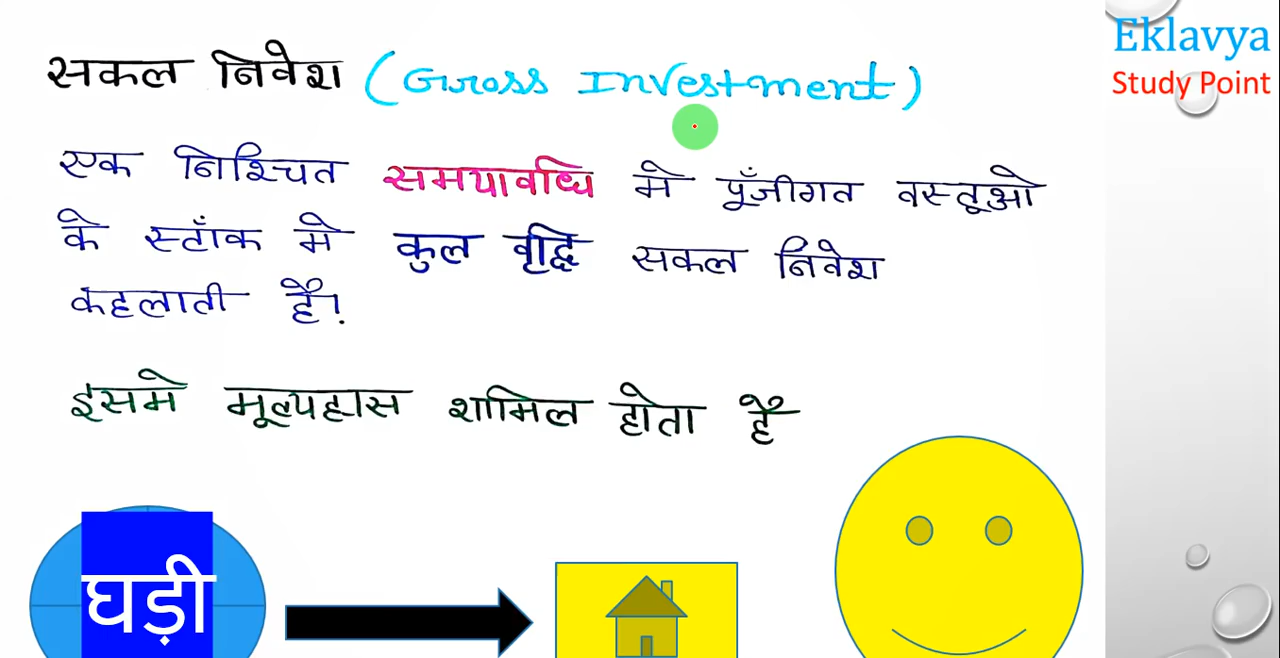 Eklavya
Study Point
सकल निवेश (Gross Investment)
एक निश्चित समयावधि मे पूँजीगत वस्तूओ
के स्टाँक मे कुल वृद्धि सकल निवेश
कहलाती है!
इसमे मूल्यहास शामिल होता है
घड़ी